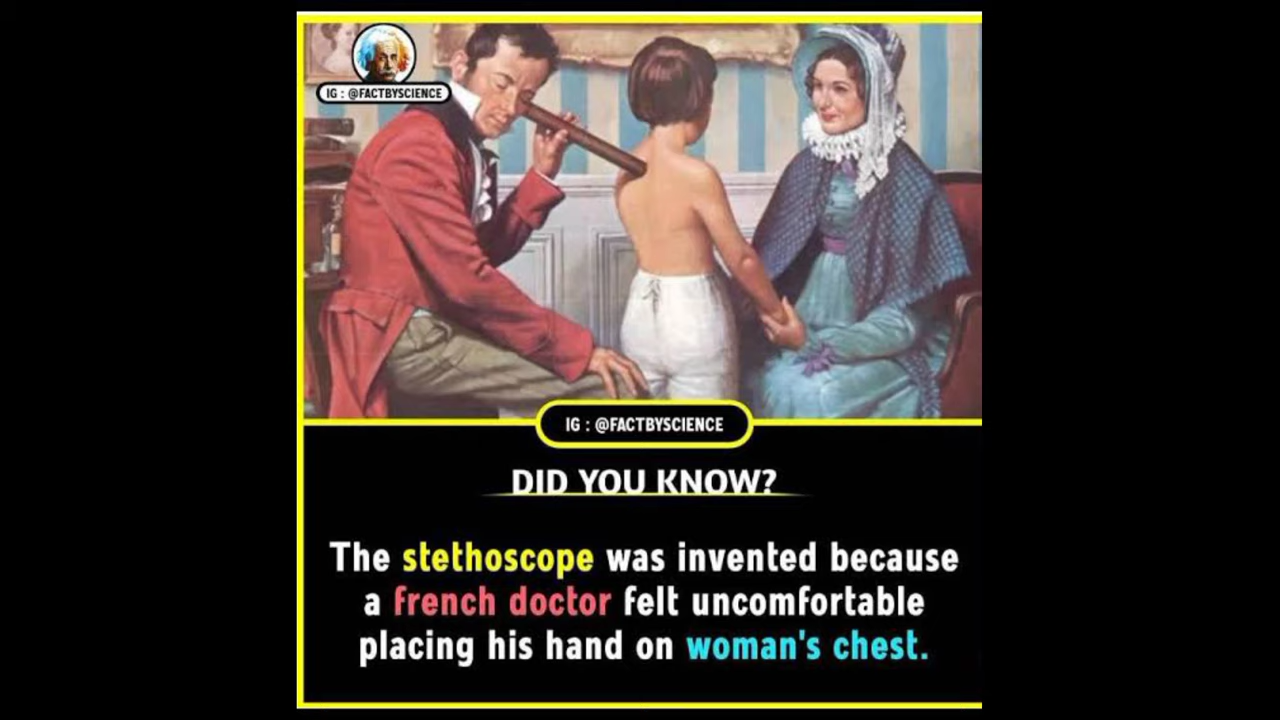 IG : @FACTBYSCIENCE
IG : @FACTBYSCIENCE
DID YOU KNOW?
The stethoscope was invented because
a french doctor felt uncomfortable
placing his hand on woman's chest.